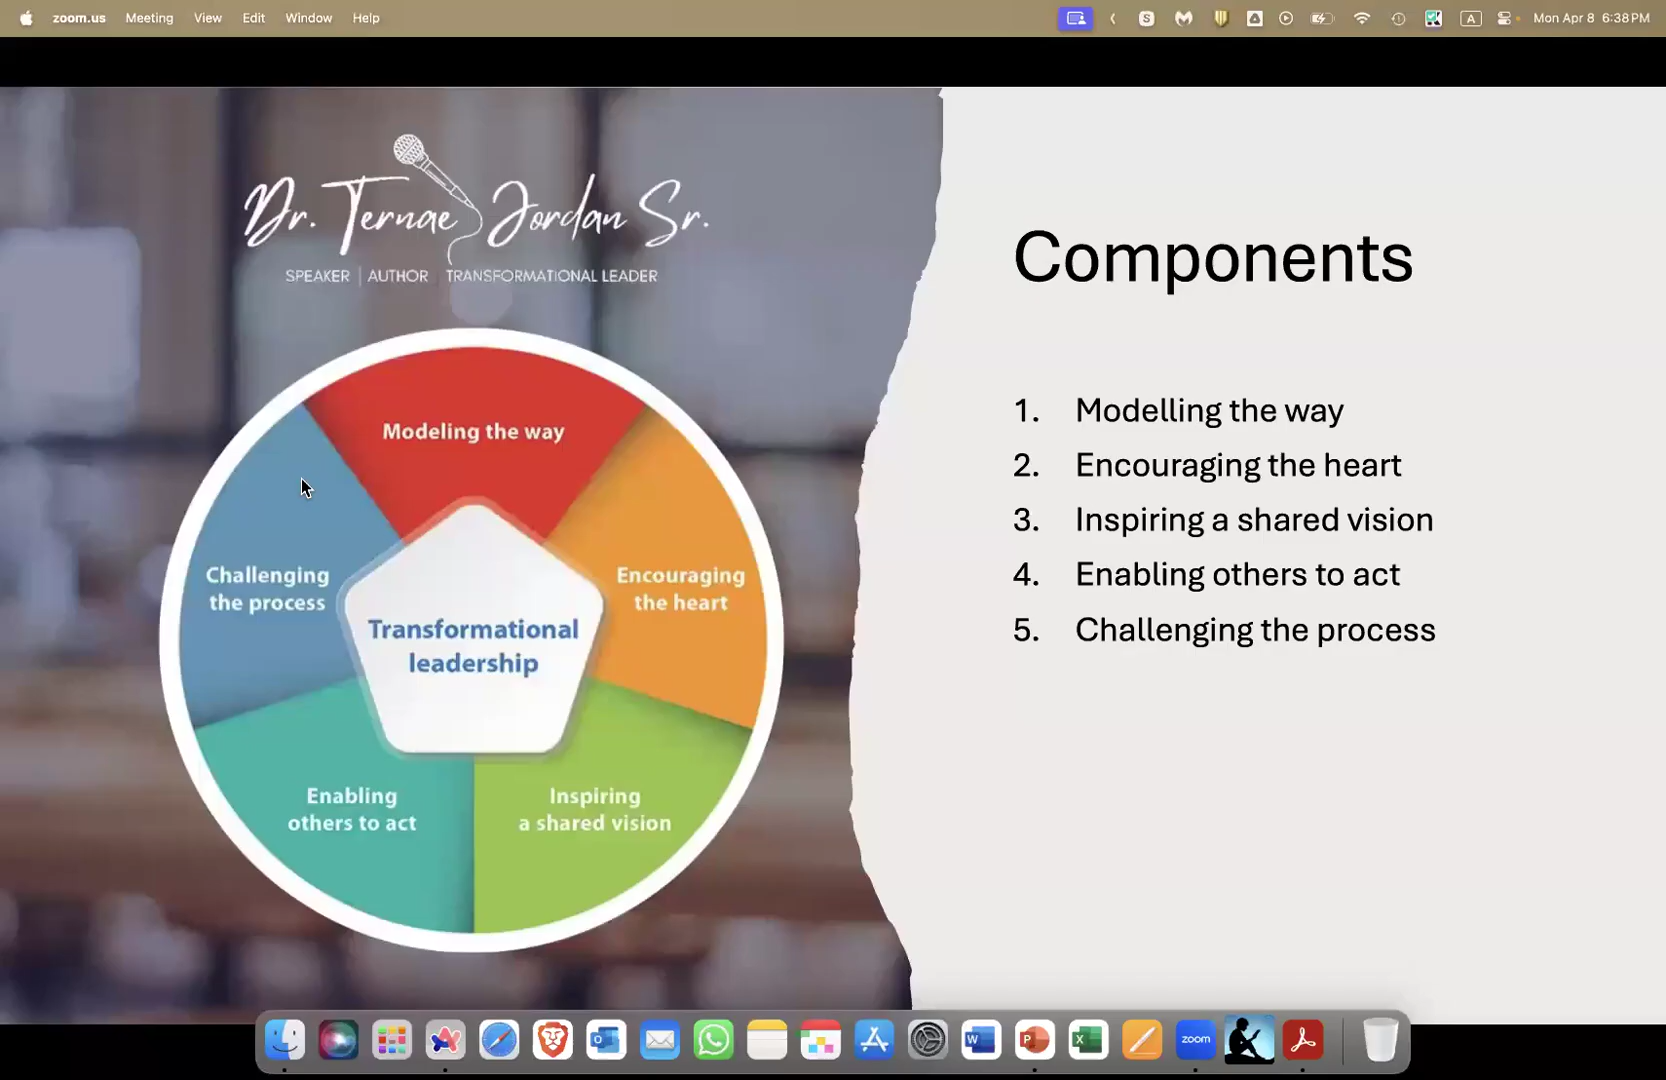 zoom.us Meeting View Edit Window Help
A Mon Apr 8 6:38 PM
Dr. Ternae Jordan Sr.
SPEAKER | AUTHOR | TRANSFORMATIONAL LEADER
Modeling the way
Challenging
the process
Encouraging
the heart
Transformational
leadership
Enabling
others to act
Inspiring
a shared vision
Components
1. Modelling the way
2. Encouraging the heart
3. Inspiring a shared vision
4. Enabling others to act
5. Challenging the process
zoom